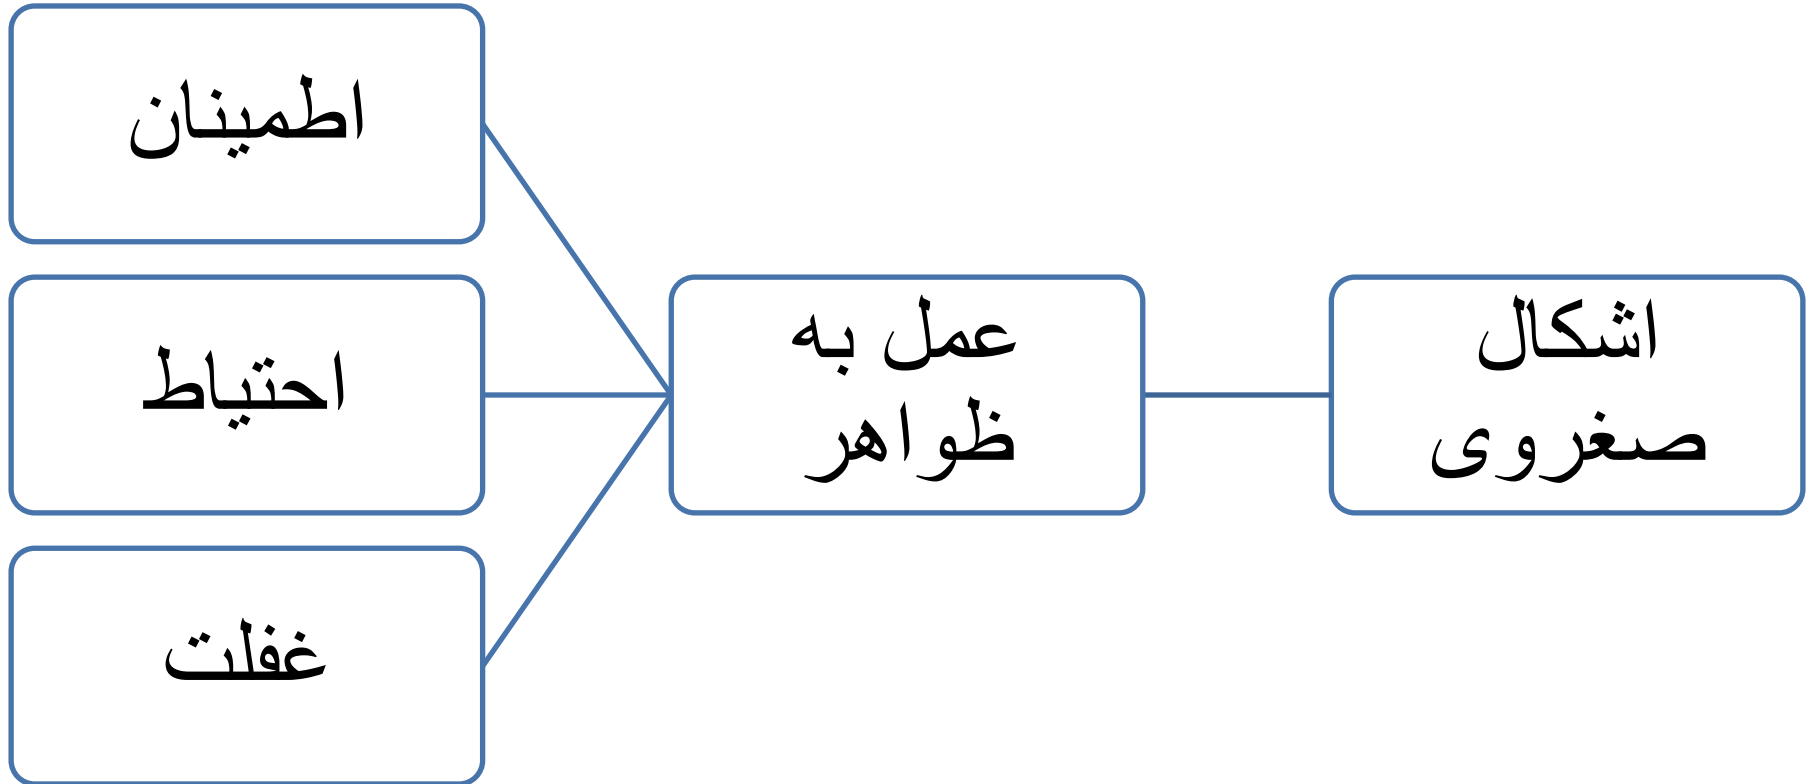 اشکال
صغروی
عمل به
ظواهر
اطمینان
احتیاط
غفلت